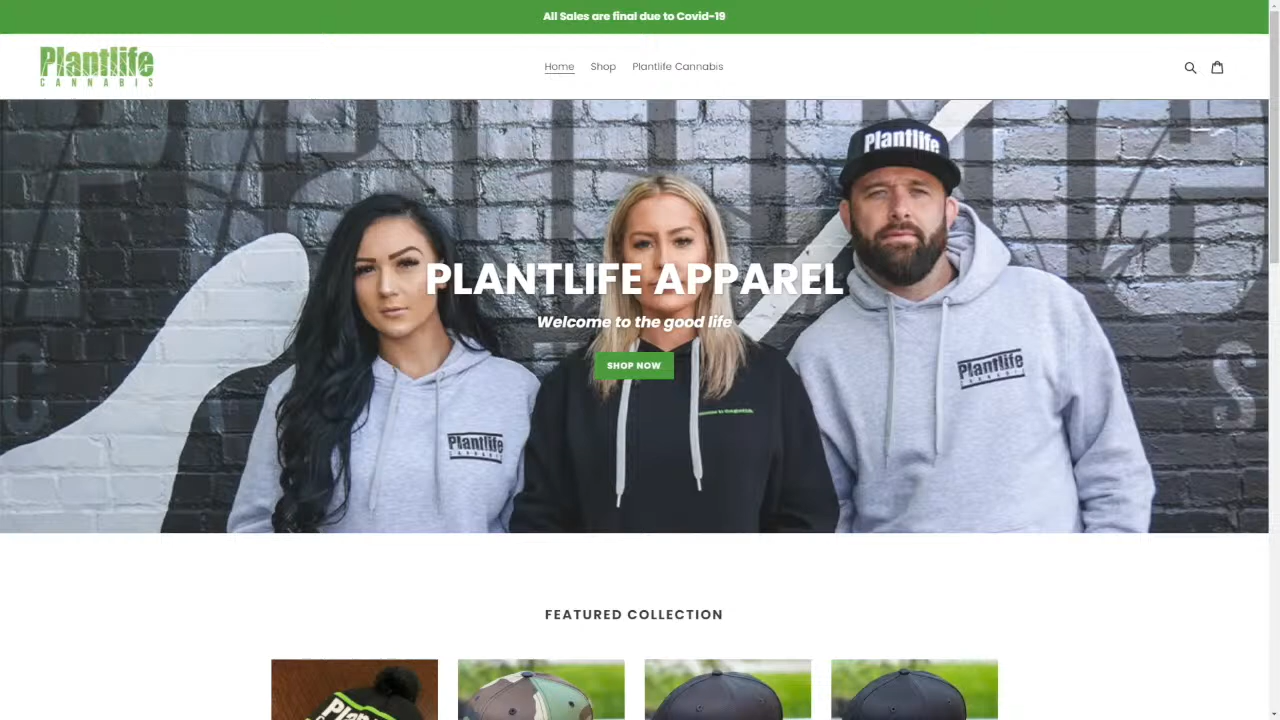 All Sales are final due to Covid-19
Plantlife
CANNABIS
Home Shop Plantlife Cannabis
Plantlife
PLANTLIFE APPAREL
Welcome to the good life
SHOP NOW
Plantlife
CANNABIS
Plantlife
CANNABIS
FEATURED COLLECTION
Plantlife